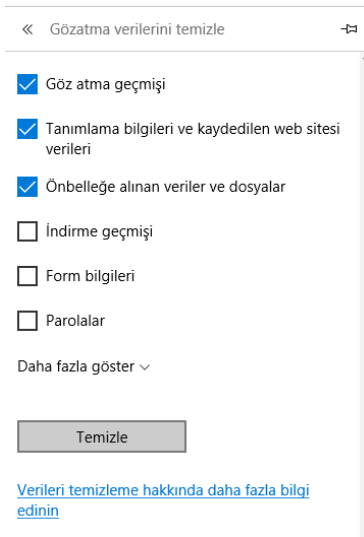 Gözatma verilerini temizle
Göz atma geçmişi
Tanımlama bilgileri ve kaydedilen web sitesi
verileri
Önbelleğe alınan veriler ve dosyalar
İndirme geçmişi
Form bilgileri
Parolalar
Daha fazla göster
Temizle
Verileri temizleme hakkında daha fazla bilgi
edinin